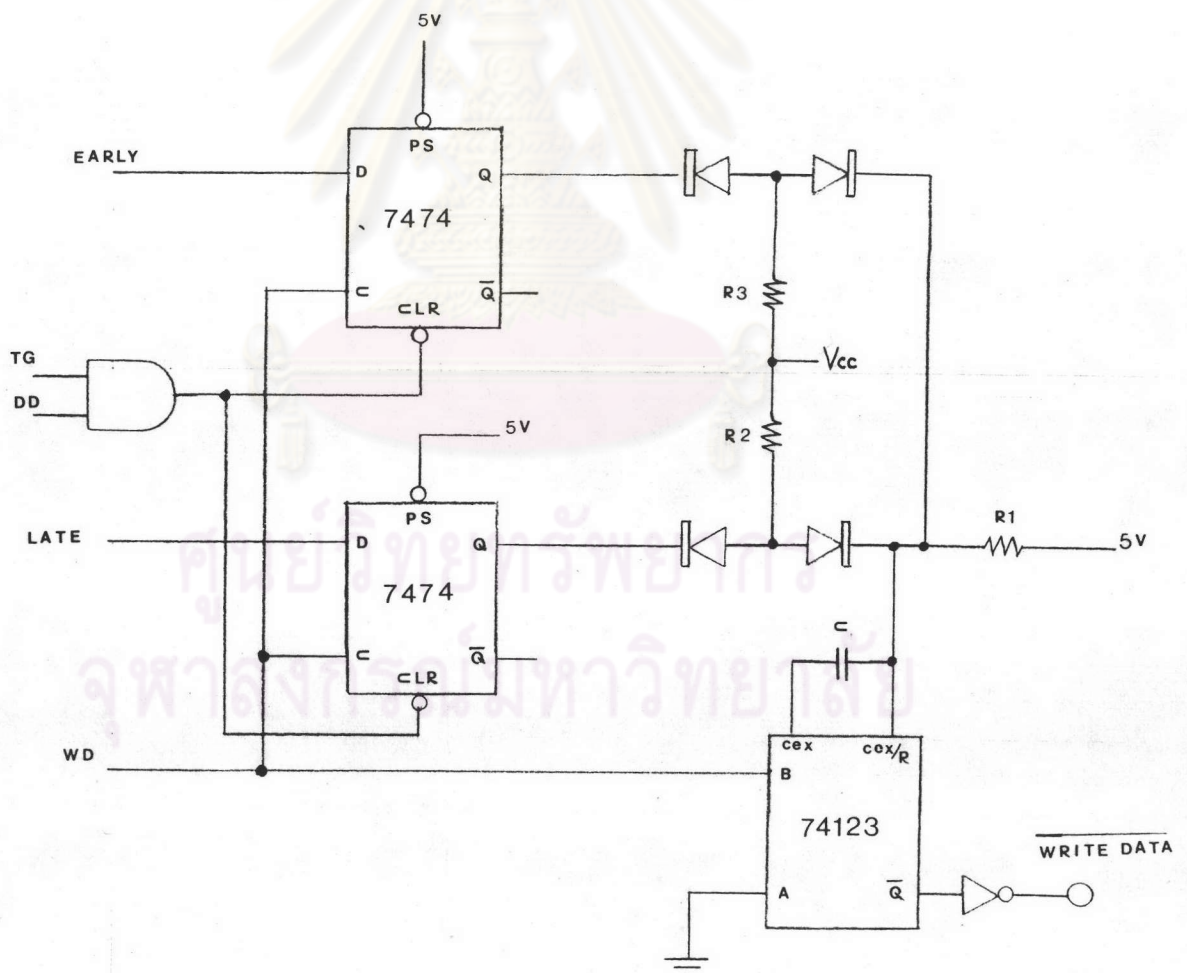 5V
PS
EARLY
D
Q
7474
C
Q̅
CLR
R3
TG
DD
Vcc
R2
5V
PS
LATE
D
Q
R1
5V
7474
C
Q̅
CLR
C
ศูนย์วิทยทรัพยากร
จุฬาลงกรณ์มหาวิทยาลัย
WD
cex
cex/R
B
74123
WRITE DATA
A
Q̅